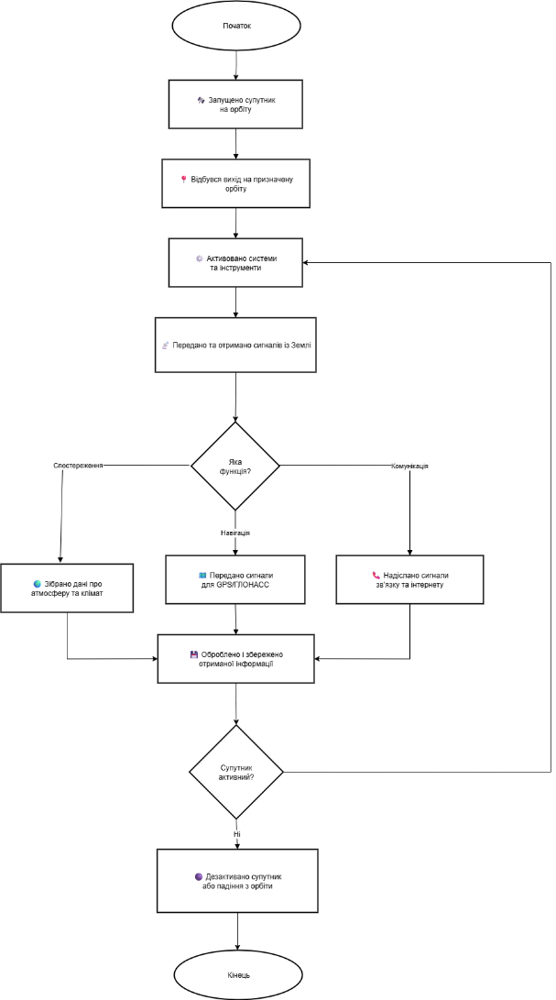 Початок
🛰️ Запущено супутник
на орбіту
📍 Відбувся вихід на призначену
орбіту
⚙️ Активовано системи
та інструменти
📡 Передано та отримано сигналів із Землі
Яка
функція?
Спостереження
Комунікація
Навігація
🌍 Зібрано дані про
атмосферу та клімат
🗺️ Передано сигнали
для GPS/ГЛОНАСС
📞 Надіслано сигнали
зв'язку та інтернету
💾 Оброблено і збережено
отриманої інформації
Супутник
активний?
Ні
🌑 Дезактивано супутник
або падіння з орбіти
Кінець